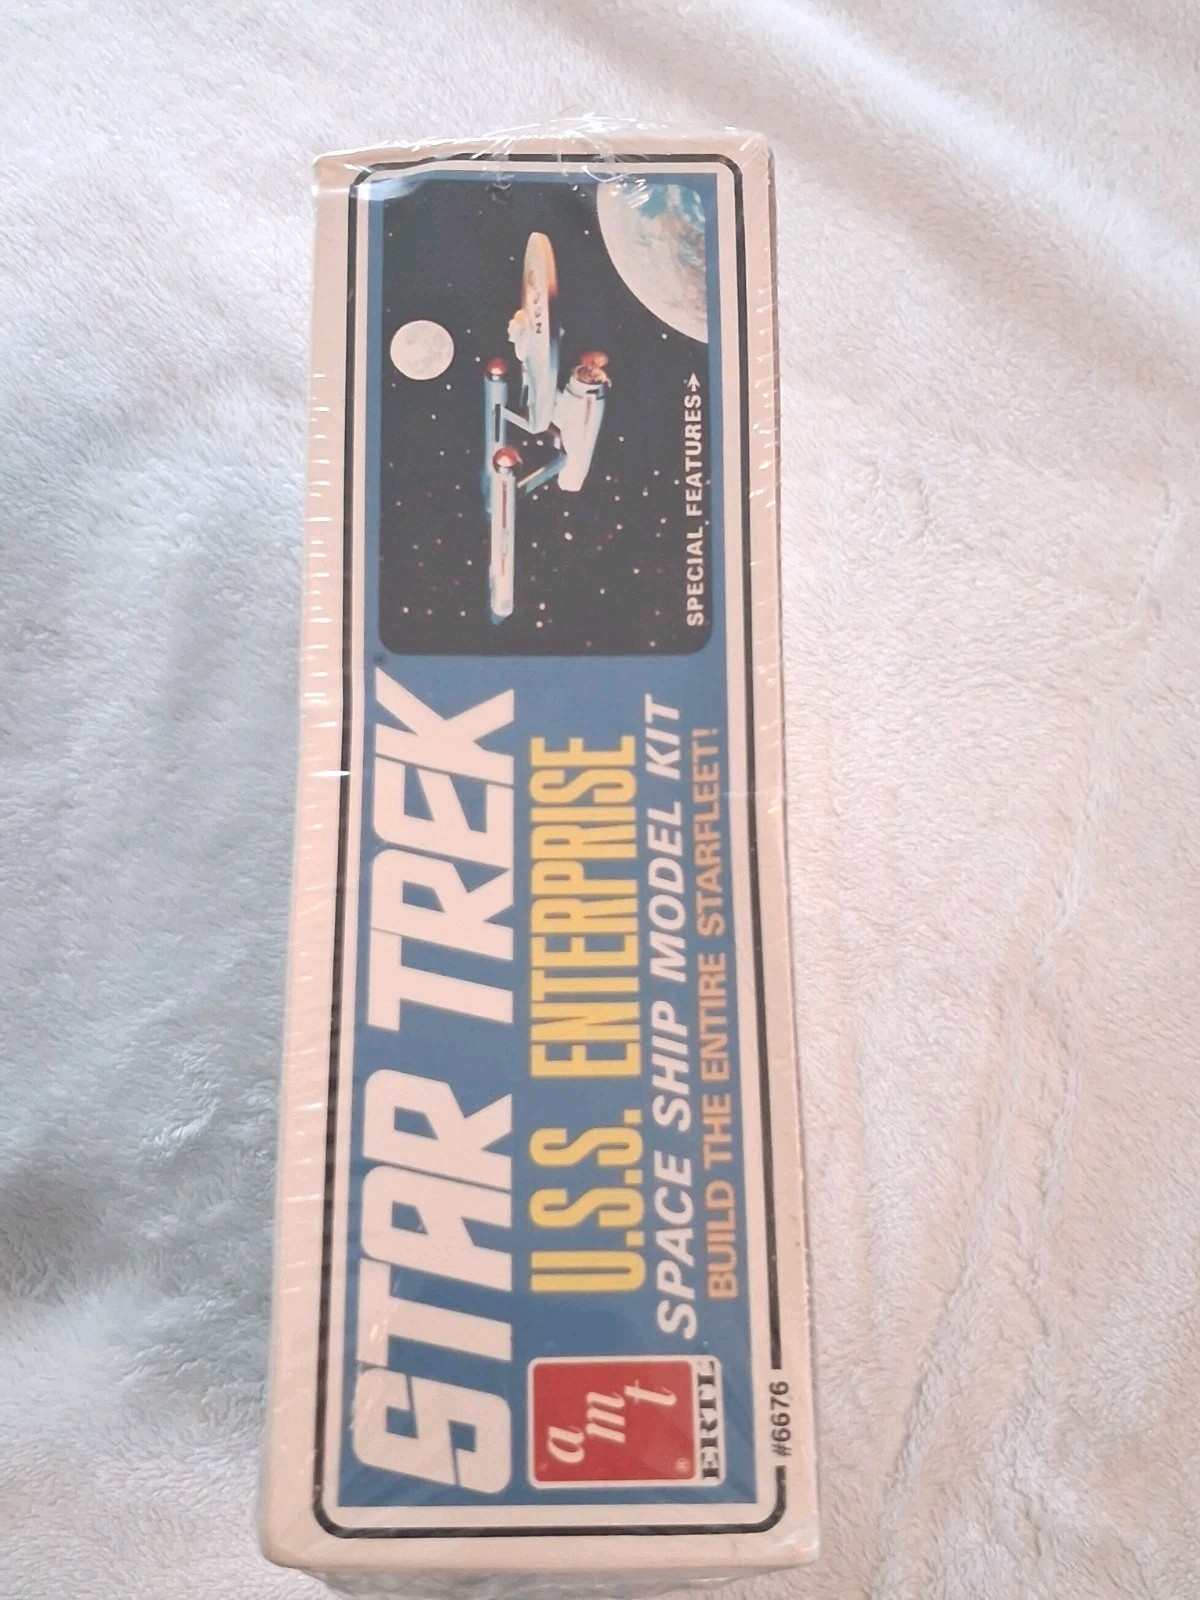 STAR TREK®
U.S.S. ENTERPRISE
SPACE SHIP MODEL KIT
BUILD THE ENTIRE STARFLEET!
SPECIAL FEATURES→
amt®
ERTL
#6676